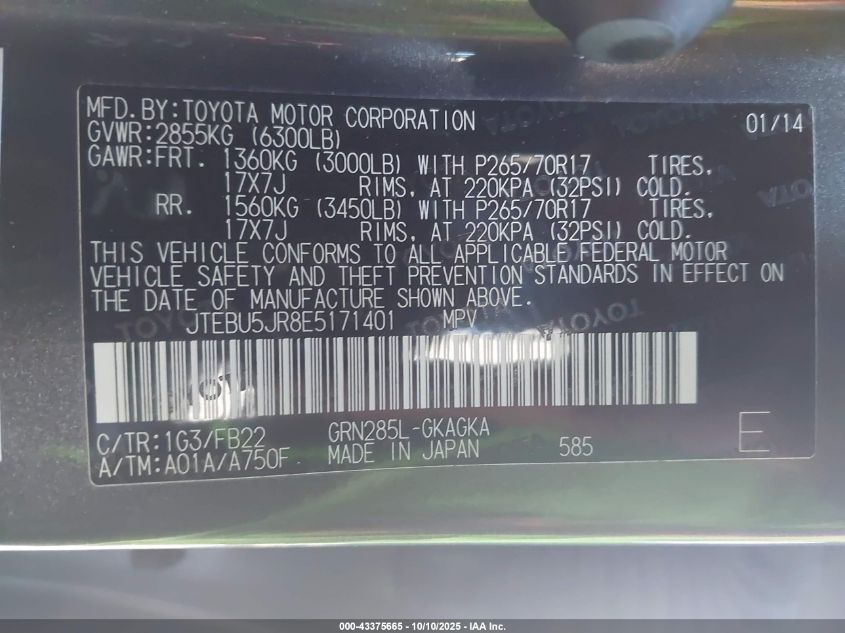 MFD. BY: TOYOTA MOTOR CORPORATION 01/14
GVWR: 2855KG (6300LB)
GAWR: FRT. 1360KG (3000LB) WITH P265/70R17 TIRES,
17X7J RIMS, AT 220KPA (32PSI) COLD.
RR. 1560KG (3450LB) WITH P265/70R17 TIRES,
17X7J RIMS, AT 220KPA (32PSI) COLD.
THIS VEHICLE CONFORMS TO ALL APPLICABLE FEDERAL MOTOR
VEHICLE SAFETY AND THEFT PREVENTION STANDARDS IN EFFECT ON
THE DATE OF MANUFACTURE SHOWN ABOVE.
JTEBU5JR8E5171401 MPV
C/TR: 1G3/FB22 GRN285L-GKAGKA
A/TM: A01A/A750F MADE IN JAPAN 585 E
000-43375665 - 10/10/2025 - IAA Inc.